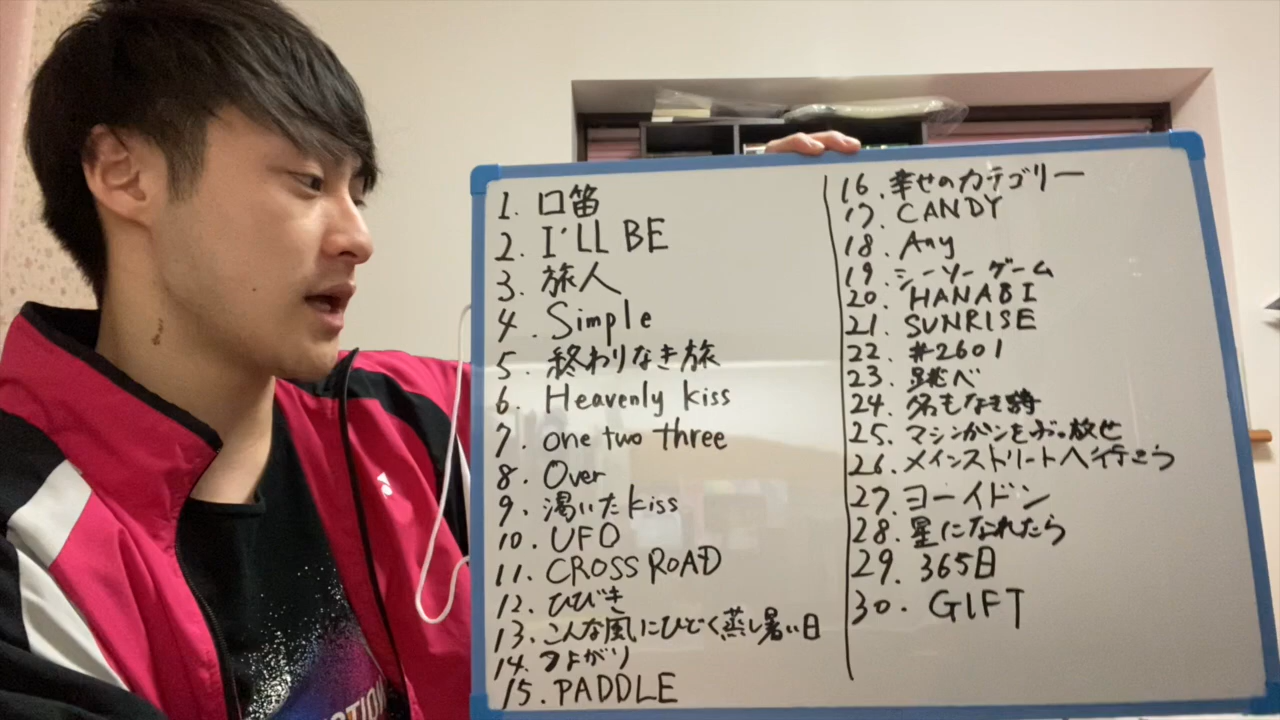 1. 口笛
2. I'LL BE
3. 旅人
4. Simple
5. 終わりなき旅
6. Heavenly kiss
7. one two three
8. Over
9. 渇いたkiss
10. UFO
11. CROSS ROAD
12. ひびき
13. こんな風にひどく蒸し暑い日
14. つよがり
15. PADDLE
16. 幸せのカテゴリー
17. CANDY
18. Any
19. シーソーゲーム
20. HANABI
21. SUNRISE
22. #2601
23. 跳べ
24. 名もなき詩
25. マシンガンをぶっ放せ
26. メインストリートへ行こう
27. ヨーイドン
28. 星になれたら
29. 365日
30. GIFT